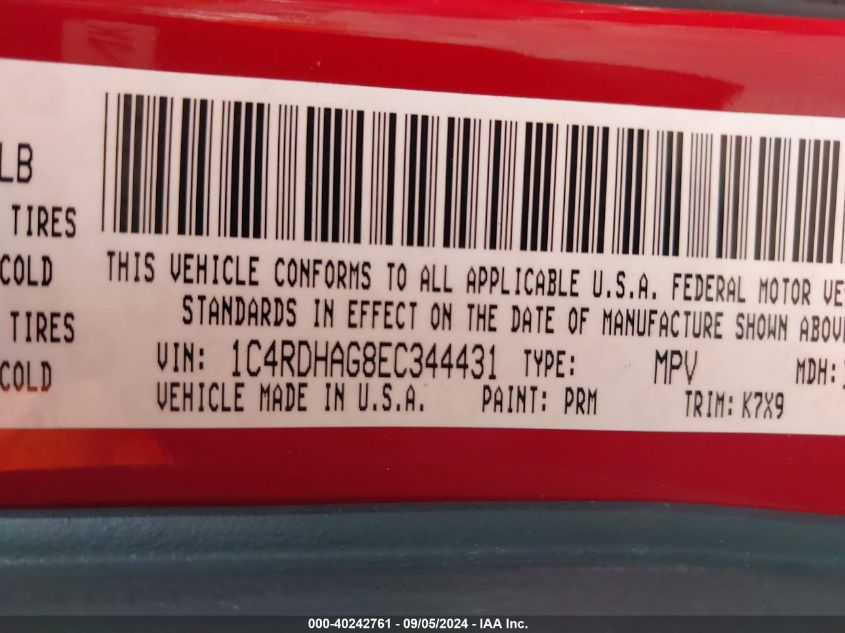 LB
TIRES
COLD
TIRES
COLD
THIS VEHICLE CONFORMS TO ALL APPLICABLE U.S.A. FEDERAL MOTOR VE
STANDARDS IN EFFECT ON THE DATE OF MANUFACTURE SHOWN ABOVE
VIN: 1C4RDHAG8EC344431 TYPE: MPV MDH:
VEHICLE MADE IN U.S.A. PAINT: PRM TRIM: K7X9
000-40242761 - 09/05/2024 - IAA Inc.